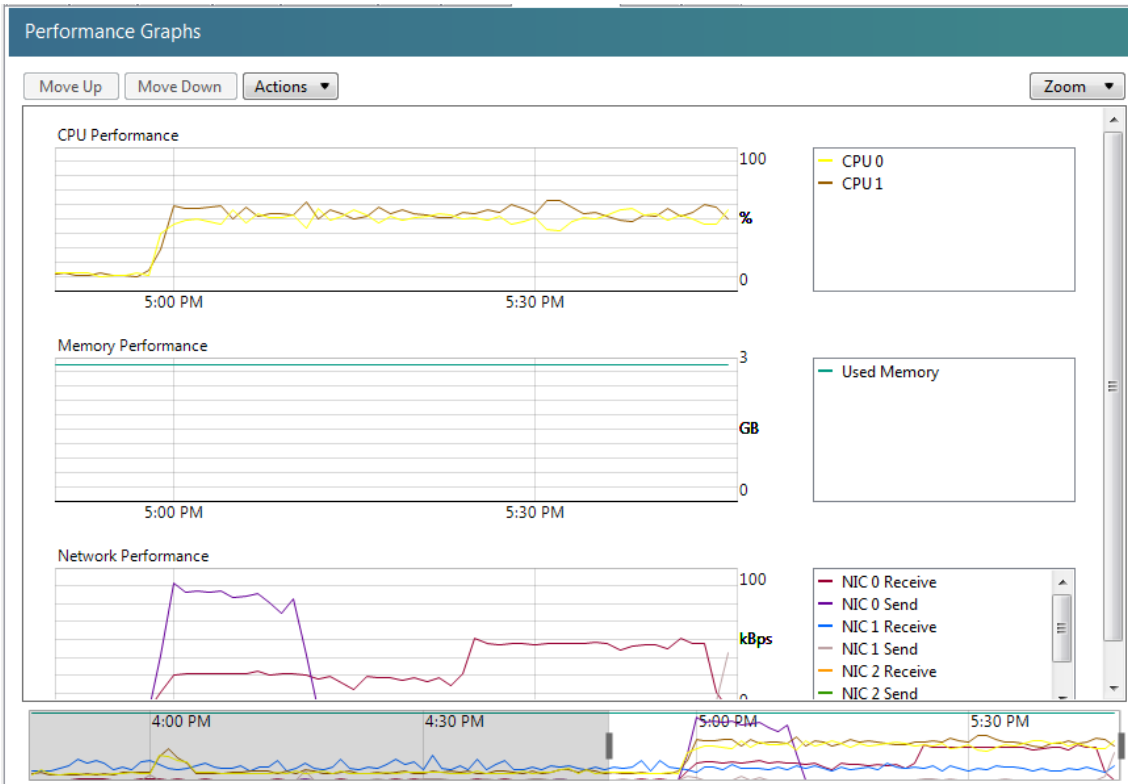 Performance Graphs
Move Up Move Down Actions Zoom
CPU Performance
100
%
0
5:00 PM 5:30 PM
CPU 0
CPU 1
Memory Performance
3
GB
0
5:00 PM 5:30 PM
Used Memory
Network Performance
100
kBps
0
NIC 0 Receive
NIC 0 Send
NIC 1 Receive
NIC 1 Send
NIC 2 Receive
NIC 2 Send
4:00 PM 4:30 PM 5:00 PM 5:30 PM